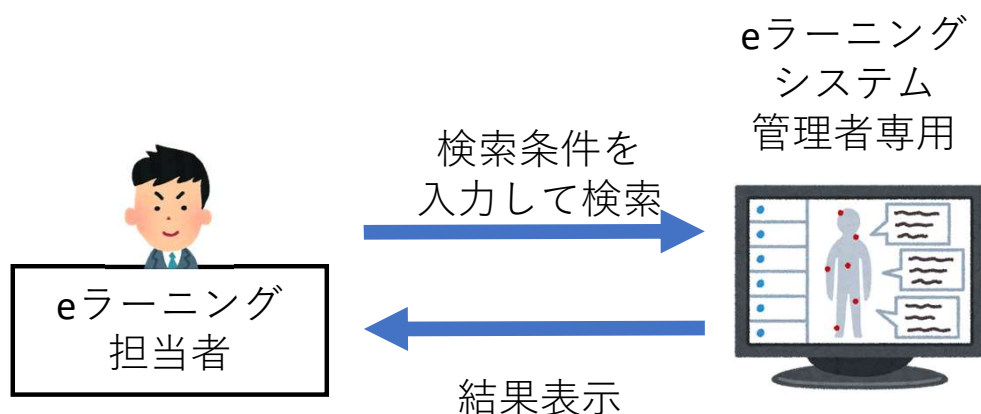 eラーニング
システム
管理者専用
検索条件を
入力して検索
eラーニング
担当者
結果表示